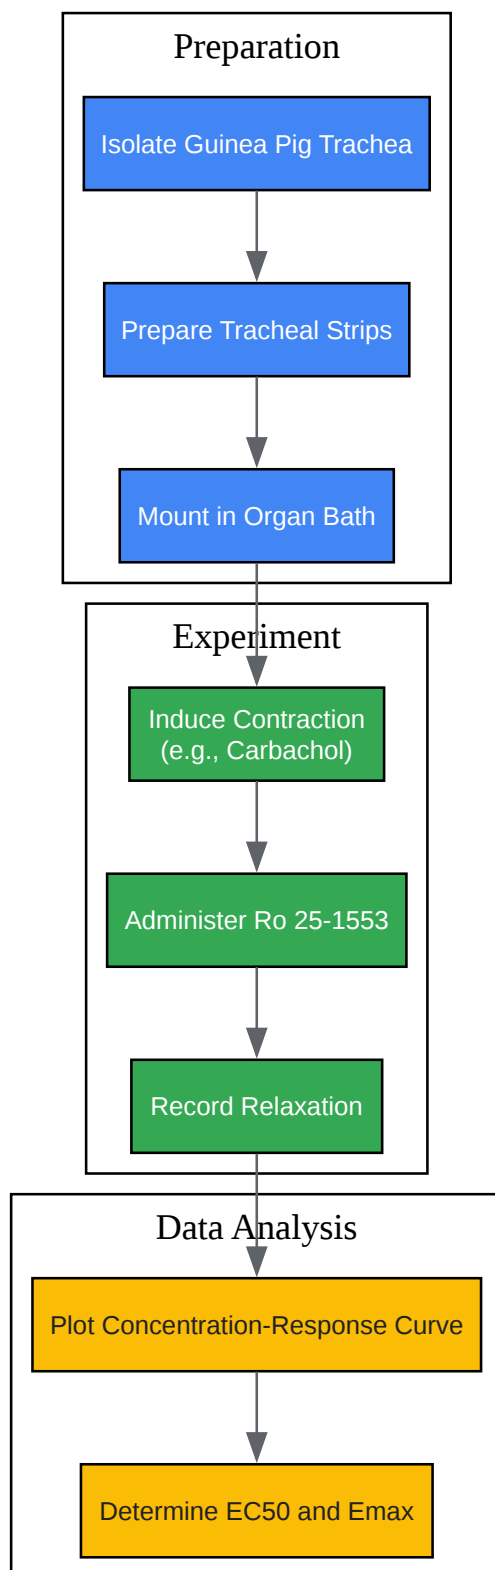 Preparation
Isolate Guinea Pig Trachea
Prepare Tracheal Strips
Mount in Organ Bath
Experiment
Induce Contraction
(e.g., Carbachol)
Administer Ro 25-1553
Record Relaxation
Data Analysis
Plot Concentration-Response Curve
Determine EC50 and Emax